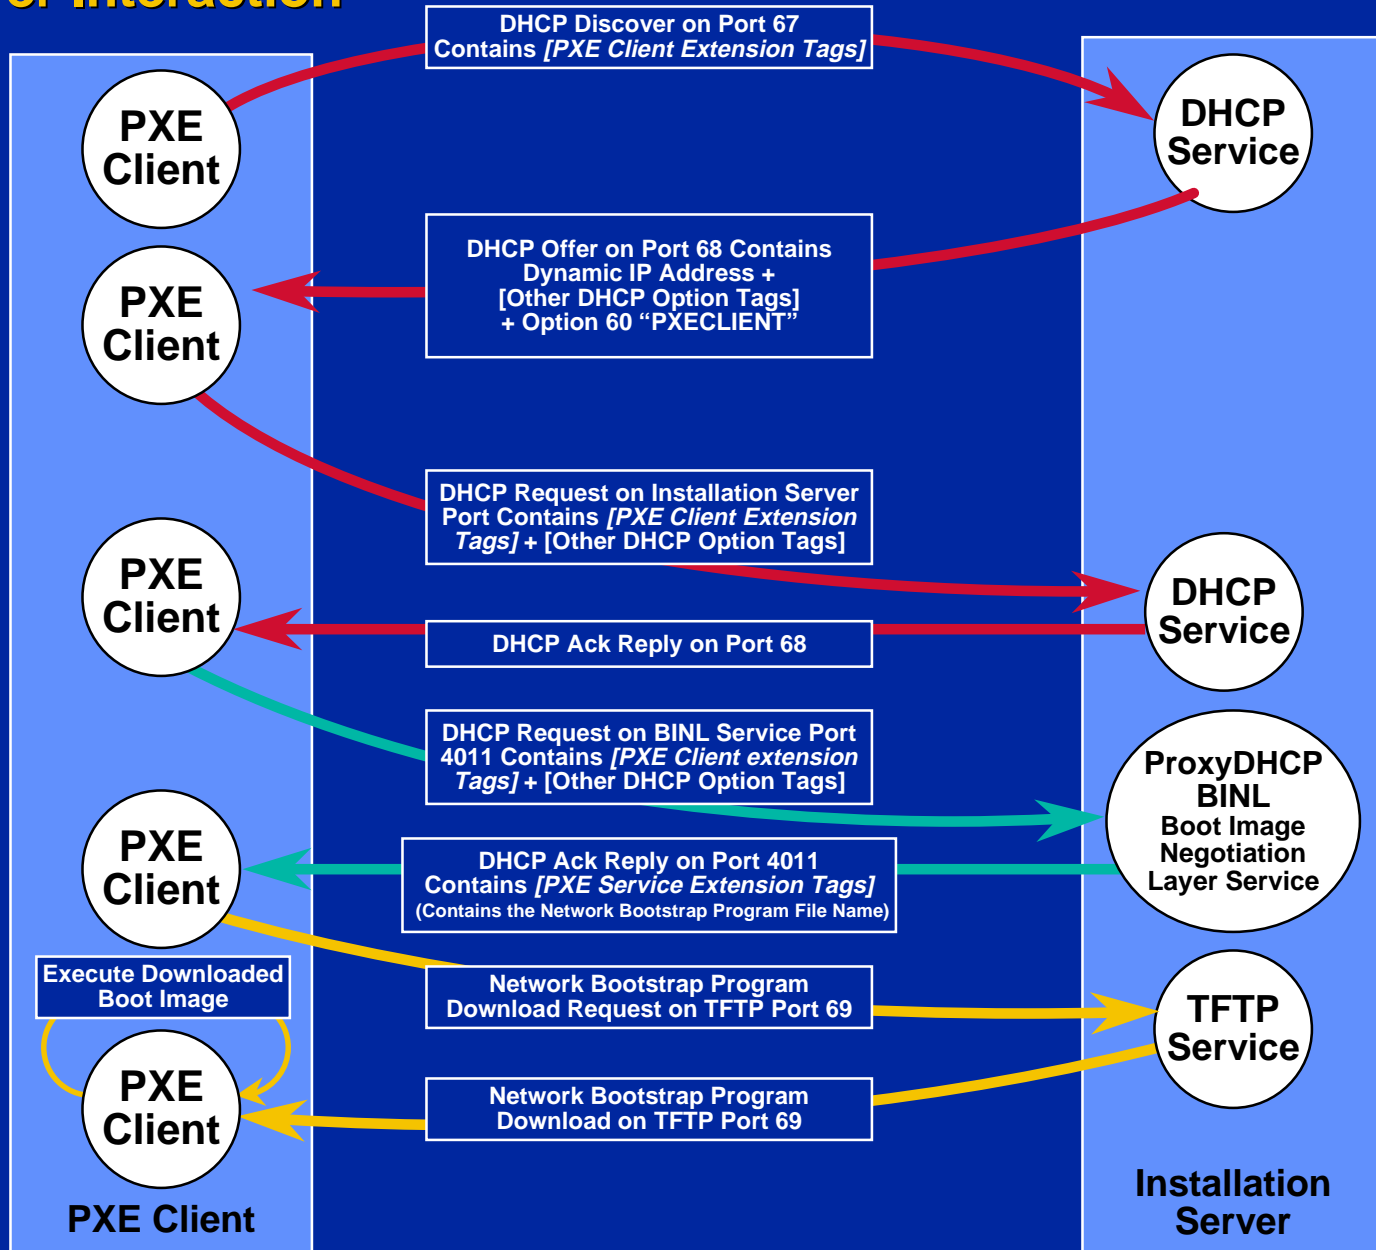 er Interaction
DHCP Discover on Port 67
Contains [PXE Client Extension Tags]
PXE
Client
DHCP
Service
DHCP Offer on Port 68 Contains
Dynamic IP Address +
[Other DHCP Option Tags]
+ Option 60 “PXECLIENT”
PXE
Client
DHCP Request on Installation Server
Port Contains [PXE Client Extension
Tags] + [Other DHCP Option Tags]
PXE
Client
DHCP
Service
DHCP Ack Reply on Port 68
DHCP Request on BINL Service Port
4011 Contains [PXE Client extension
Tags] + [Other DHCP Option Tags]
ProxyDHCP
BINL
Boot Image
Negotiation
Layer Service
PXE
Client
DHCP Ack Reply on Port 4011
Contains [PXE Service Extension Tags]
(Contains the Network Bootstrap Program File Name)
Execute Downloaded
Boot Image
Network Bootstrap Program
Download Request on TFTP Port 69
TFTP
Service
PXE
Client
Network Bootstrap Program
Download on TFTP Port 69
PXE Client
Installation
Server